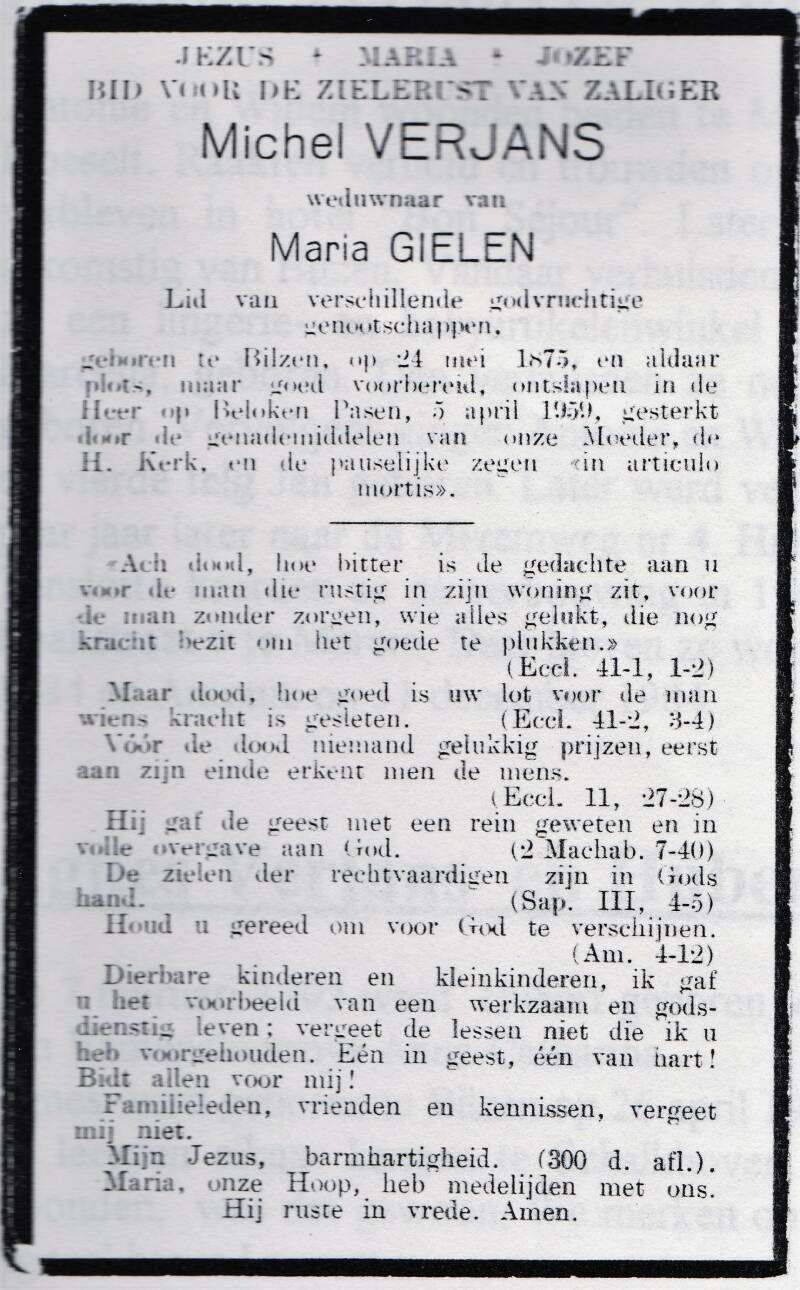 JEZUS + MARIA + JOZEF
BID VOOR DE ZIELERUST VAN ZALIGER
Michel VERJANS
weduwnaar van
Maria GIELEN
Lid van verschillende godvruchtige
genootschappen,
geboren te Bilzen, op 24 mei 1875, en aldaar
plots, maar goed voorbereid, ontslapen in de
Heer op Beloken Pasen, 5 april 1959, gesterkt
door de genademiddelen van onze Moeder, de
H. Kerk, en de pauselijke zegen «in articulo
mortis».
«Ach dood, hoe bitter is de gedachte aan u
voor de man die rustig in zijn woning zit, voor
de man zonder zorgen, wie alles gelukt, die nog
kracht bezit om het goede te plukken.»
(Eccl. 41-1, 1-2)
Maar dood, hoe goed is uw lot voor de man
wiens kracht is gesleten. (Eccl. 41-2, 3-4)
Vóór de dood niemand gelukkig prijzen, eerst
aan zijn einde erkent men de mens.
(Eccl. 11, 27-28)
Hij gaf de geest met een rein geweten en in
volle overgave aan God. (2 Machab. 7-40)
De zielen der rechtvaardigen zijn in Gods
hand. (Sap. III, 4-5)
Houd u gereed om voor God te verschijnen.
(Am. 4-12)
Dierbare kinderen en kleinkinderen, ik gaf
u het voorbeeld van een werkzaam en gods-
dienstig leven; vergeet de lessen niet die ik u
heb voorgehouden. Eén in geest, één van hart!
Bidt allen voor mij!
Familieleden, vrienden en kennissen, vergeet
mij niet.
Mijn Jezus, barmhartigheid. (300 d. afl.).
Maria, onze Hoop, heb medelijden met ons.
Hij ruste in vrede. Amen.